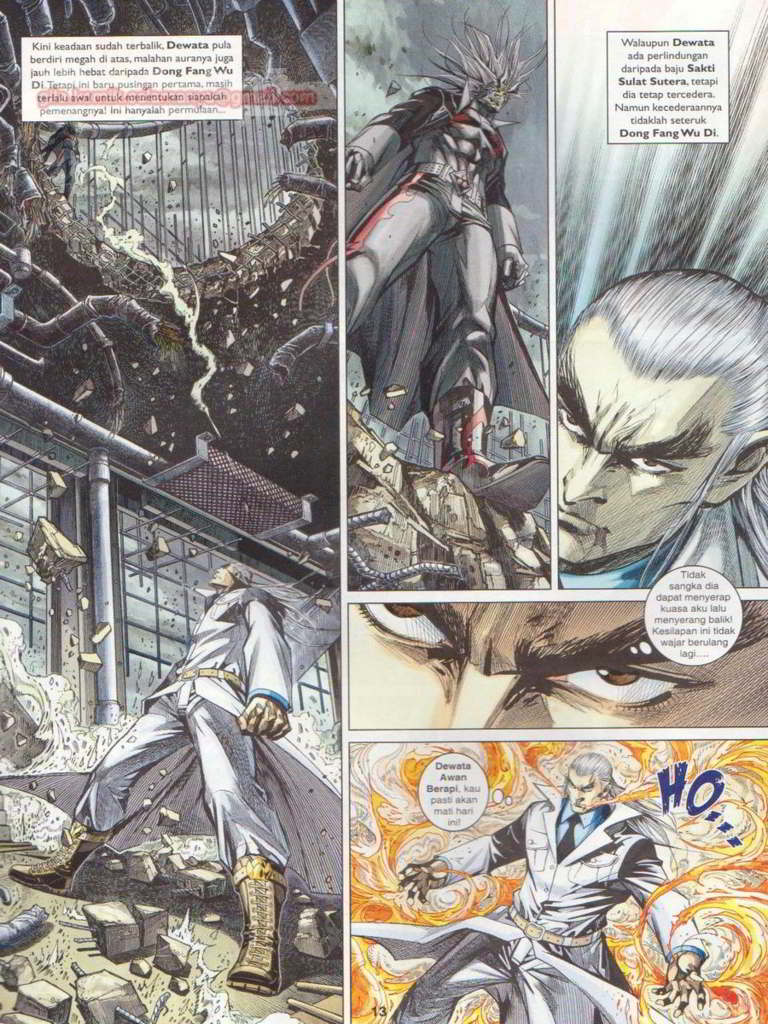 Kini keadaan sudah terbalik, Dewata pula
berdiri megah di atas, malahan auranya juga
jauh lebih hebat daripada Dong Fang Wu
Di. Tetapi ini baru pusingan pertama, masih
terlalu awal untuk menentukan siapakah
pemenangnya! Ini hanyalah permulaan...
Walaupun Dewata
ada perlindungan
daripada baju Sakti
Sulat Sutera, tetapi
dia tetap tercedera.
Namun kecederaannya
tidaklah seteruk
Dong Fang Wu Di.
Tidak
sangka dia
dapat menyerap
kuasa aku lalu
menyerang balik!
Kesilapan ini tidak
wajar berulang
lagi....
Dewata
Awan
Berapi, kau
pasti akan
mati hari
ini!
HO...
13